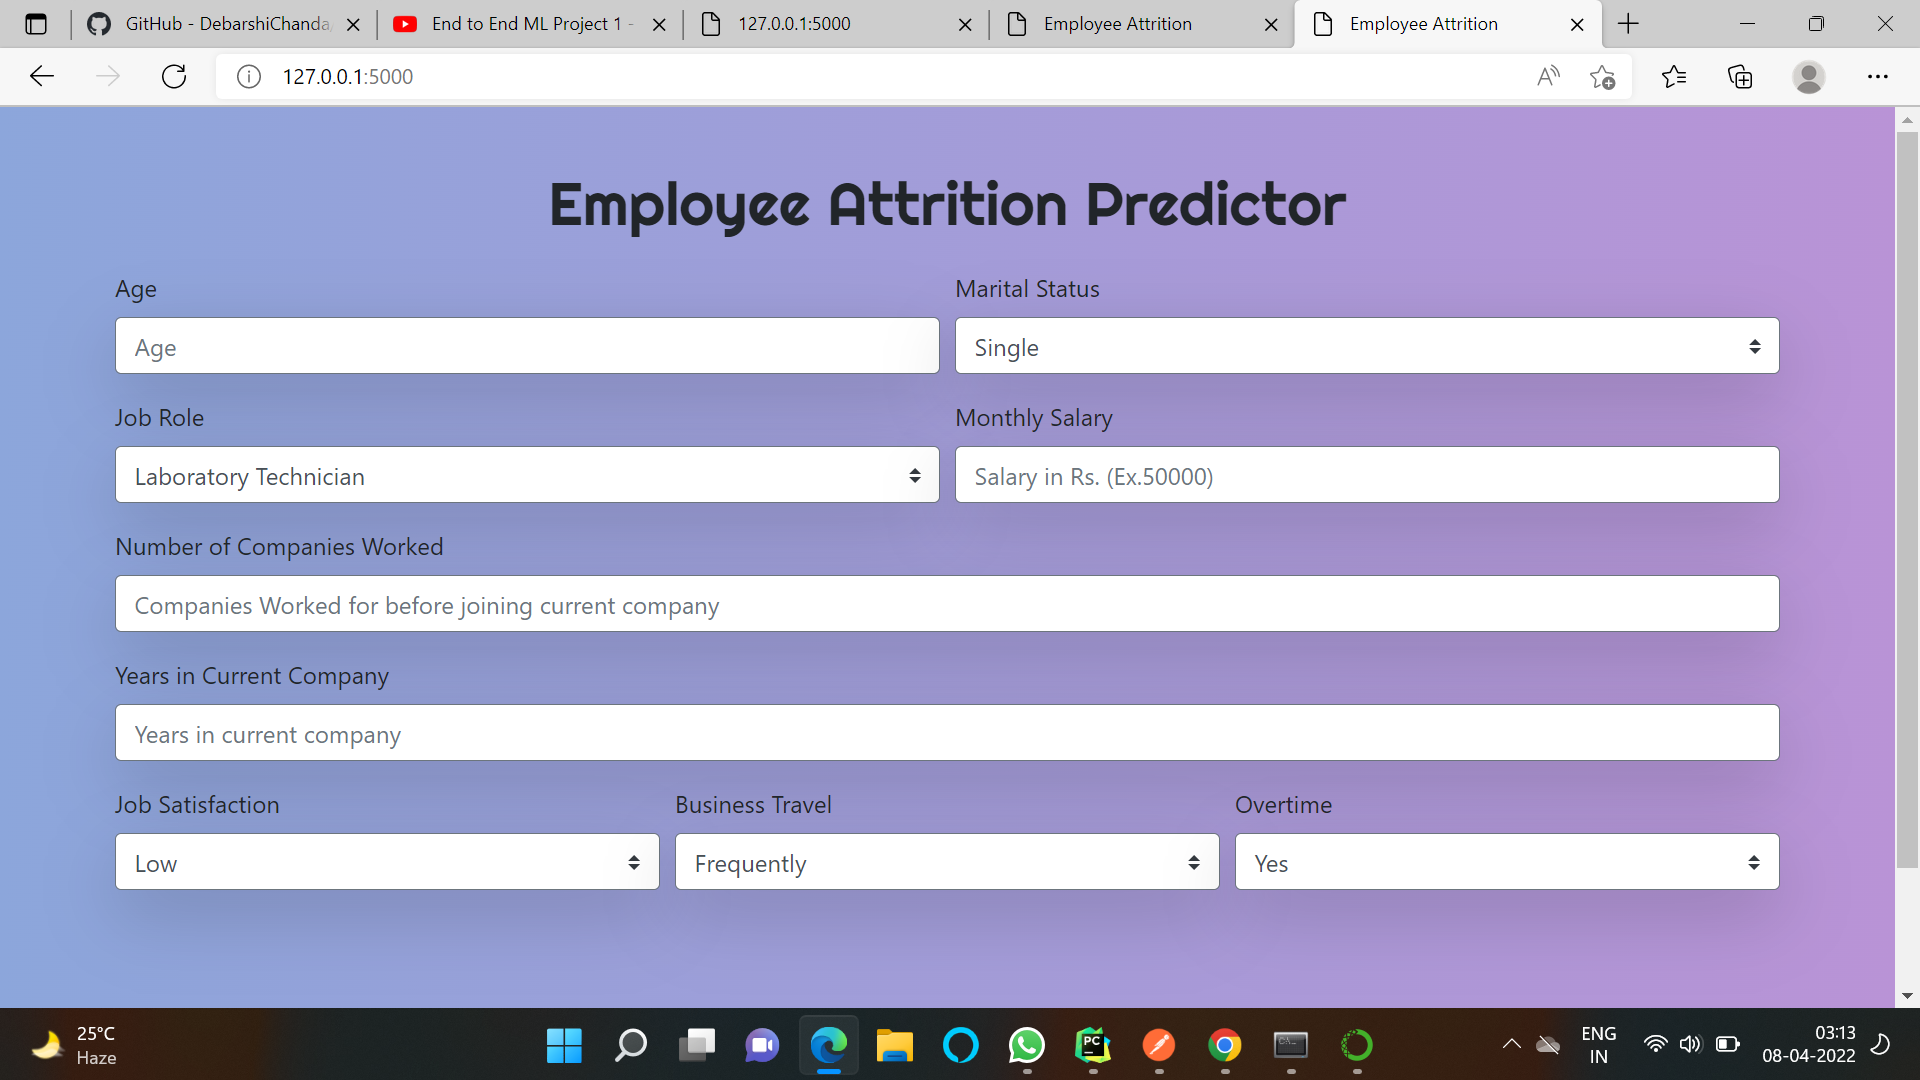 GitHub - DebarshiChanda
End to End ML Project 1 -
127.0.0.1:5000
Employee Attrition
Employee Attrition
127.0.0.1:5000
Employee Attrition Predictor
Age
Marital Status
Age
Single
Job Role
Monthly Salary
Laboratory Technician
Salary in Rs. (Ex.50000)
Number of Companies Worked
Companies Worked for before joining current company
Years in Current Company
Years in current company
Job Satisfaction
Business Travel
Overtime
Low
Frequently
Yes
25°C
Haze
PC
ENG
IN
03:13
08-04-2022